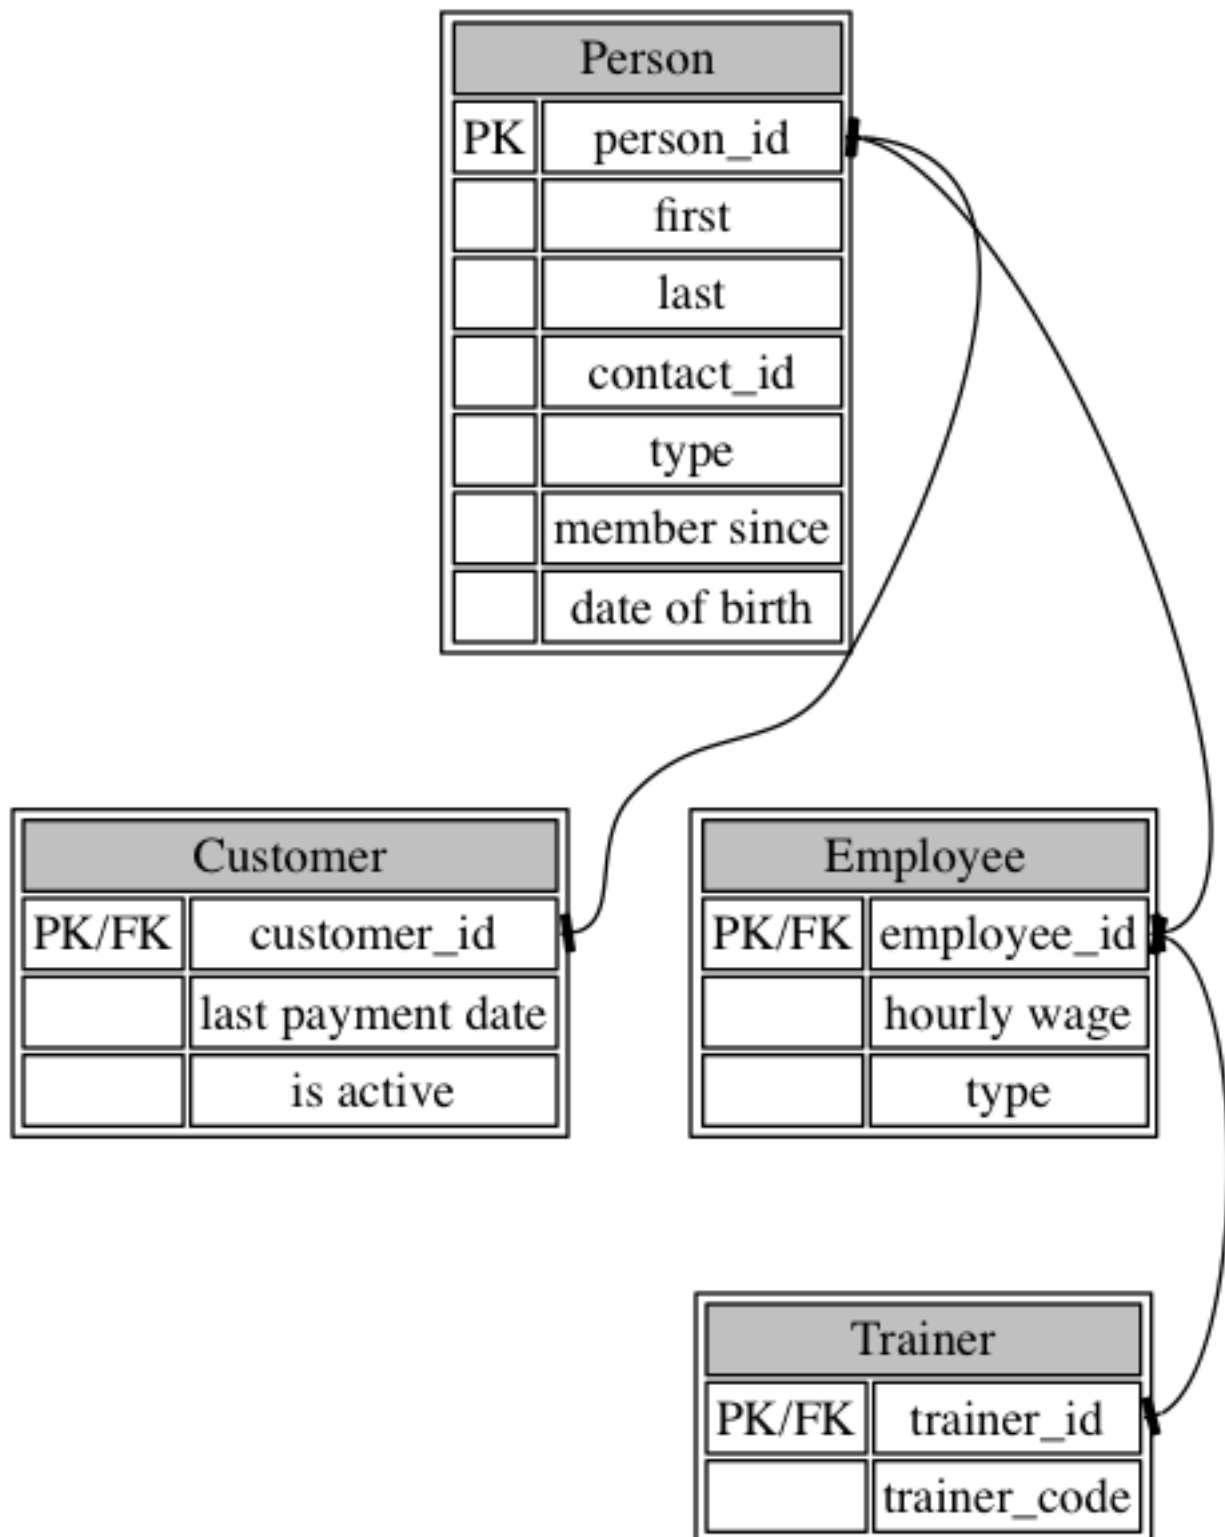 Person
PK person_id
first
last
contact_id
type
member since
date of birth
Customer
PK/FK customer_id
last payment date
is active
Employee
PK/FK employee_id
hourly wage
type
Trainer
PK/FK trainer_id
trainer_code